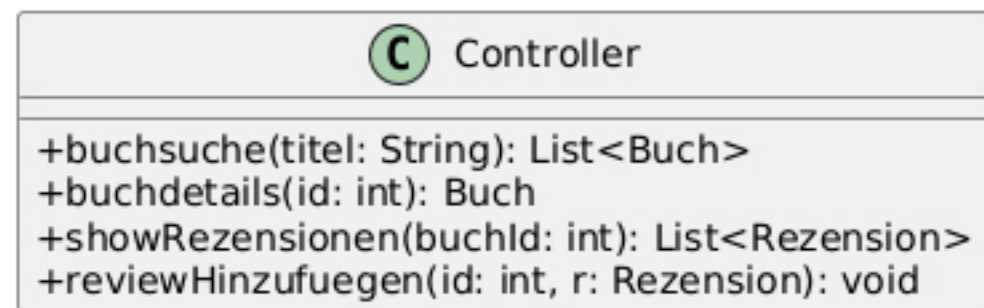 C Controller
+buchsuche(titel: String): List<Buch>
+buchdetails(id: int): Buch
+showRezensionen(buchId: int): List<Rezension>
+reviewHinzufuegen(id: int, r: Rezension): void